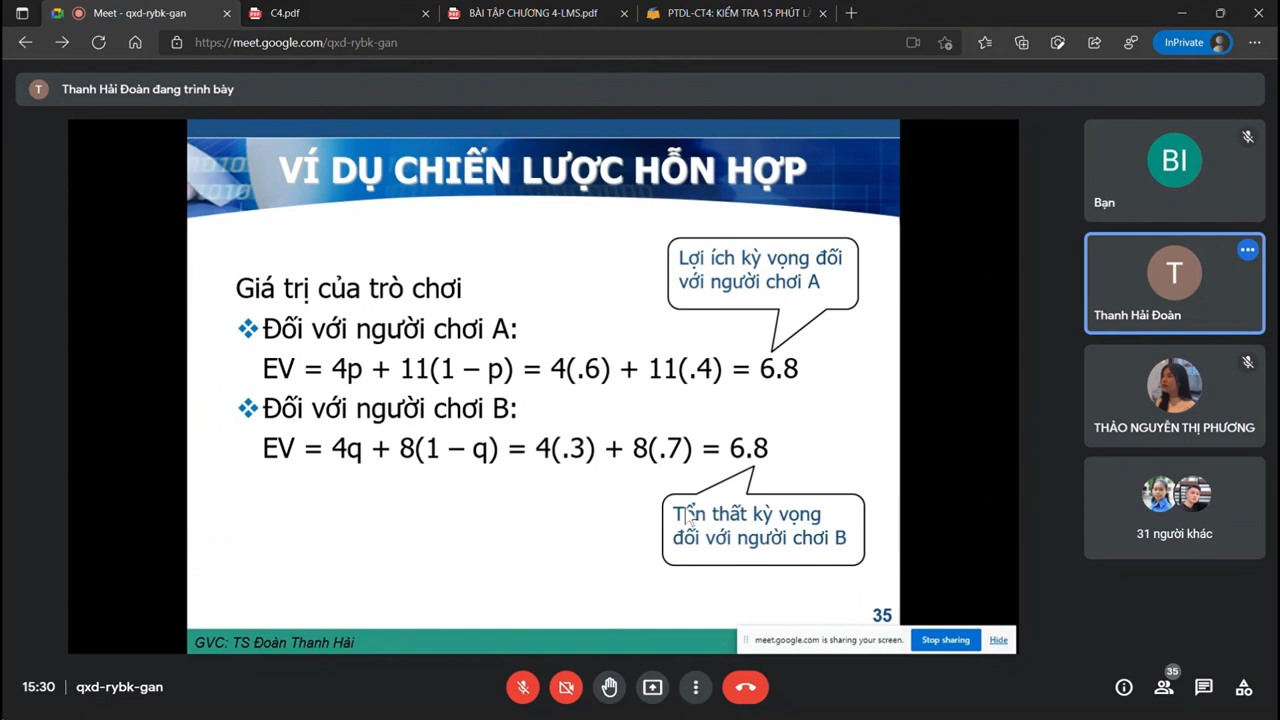 Meet - qxd-rybk-gan
C4.pdf
BÀI TẬP CHƯƠNG 4-LMS.pdf
PTDL-CT4: KIỂM TRA 15 PHÚT L
https://meet.google.com/qxd-rybk-gan
InPrivate
T
Thanh Hải Đoàn đang trình bày
VÍ DỤ CHIẾN LƯỢC HỖN HỢP
Lợi ích kỳ vọng đối
với người chơi A
Giá trị của trò chơi
Đối với người chơi A:
EV = 4p + 11(1 – p) = 4(.6) + 11(.4) = 6.8
Đối với người chơi B:
EV = 4q + 8(1 – q) = 4(.3) + 8(.7) = 6.8
Tổn thất kỳ vọng
đối với người chơi B
35
GVC: TS Đoàn Thanh Hải
meet.google.com is sharing your screen.
Stop sharing
Hide
BI
Bạn
T
Thanh Hải Đoàn
THẢO NGUYỄN THỊ PHƯƠNG
31 người khác
15:30
qxd-rybk-gan
35